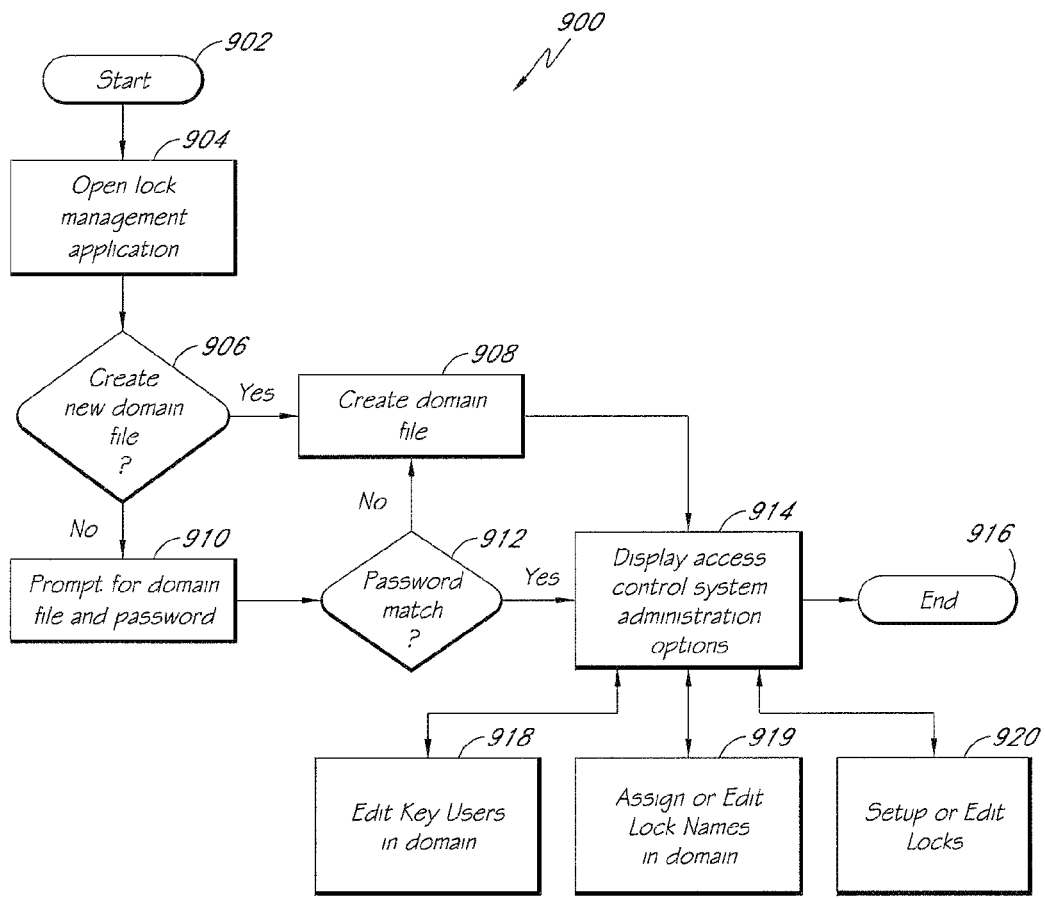 900
902
Start
904
Open lock
management
application
906
Create
new domain
file
?
Yes
No
908
Create domain
file
No
910
Prompt for domain
file and password
912
Password
match
?
Yes
914
Display access
control system
administration
options
916
End
918
Edit Key Users
in domain
919
Assign or Edit
Lock Names
in domain
920
Setup or Edit
Locks